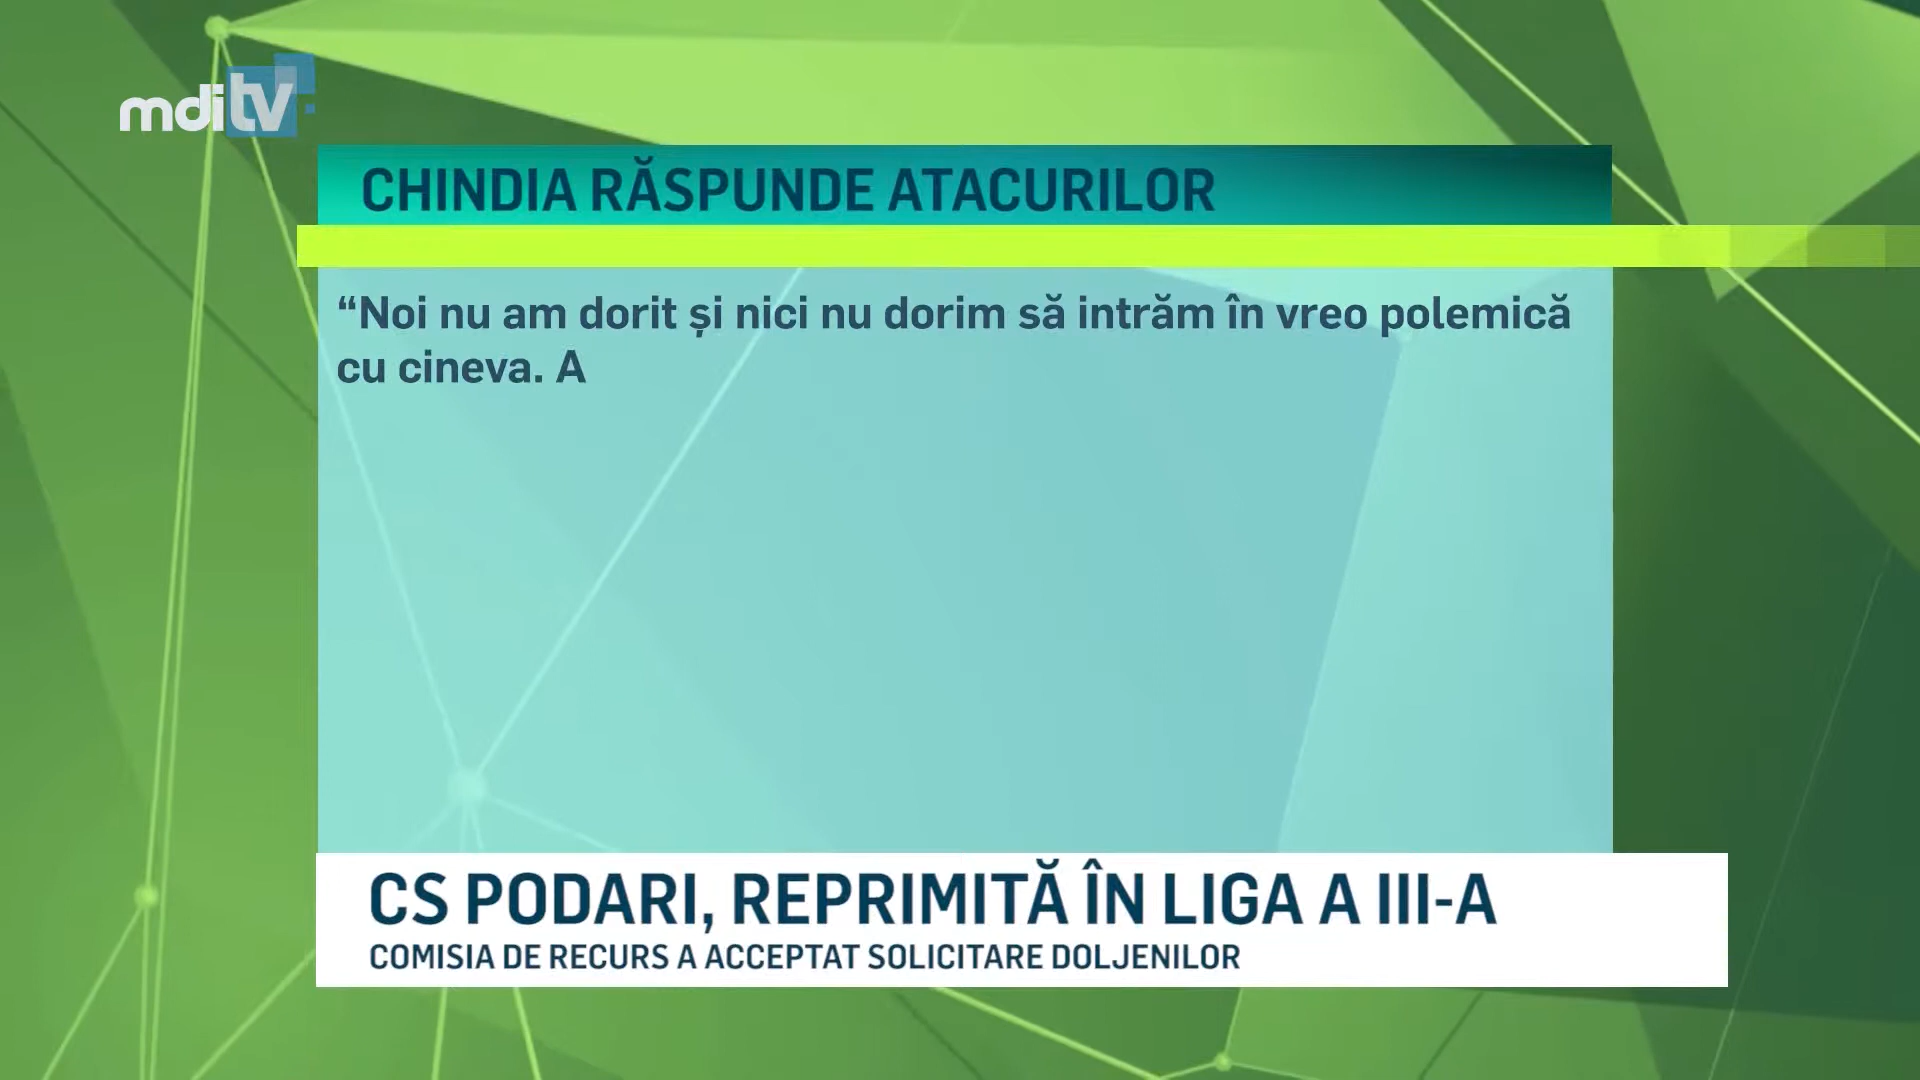 mditv
CHINDIA RĂSPUNDE ATACURILOR
“Noi nu am dorit și nici nu dorim să intrăm în vreo polemică
cu cineva. A
CS PODARI, REPRIMITĂ ÎN LIGA A III-A
COMISIA DE RECURS A ACCEPTAT SOLICITARE DOLJENILOR